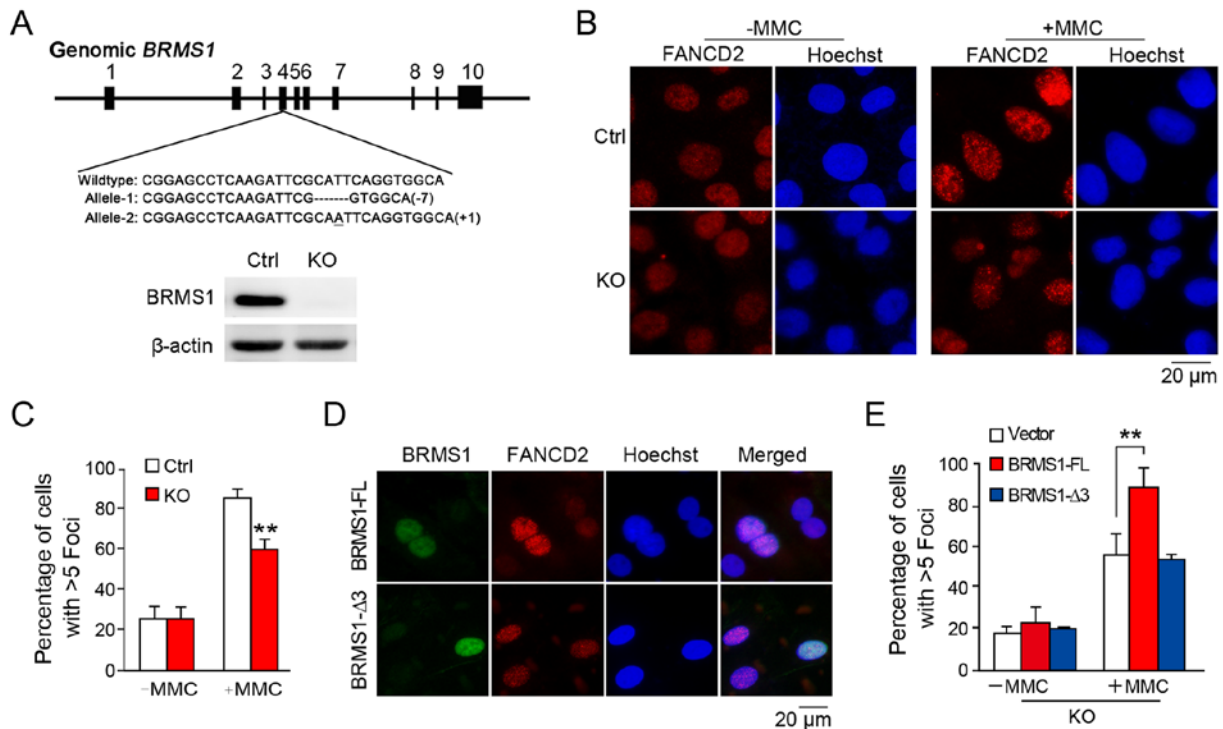 A
Genomic BRMS1
1 2 3 4 5 6 7 8 9 10
Wildtype: CGGAGCCTCAAGATTCGCATTCAGGTGGCA
Allele-1: CGGAGCCTCAAGATTCG-------GTGGCA(-7)
Allele-2: CGGAGCCTCAAGATTCGCAATTCAGGTGGCA(+1)
Ctrl KO
BRMS1
β-actin
B
-MMC +MMC
FANCD2 Hoechst FANCD2 Hoechst
Ctrl
KO
20 µm
C
Percentage of cells
with >5 Foci
100
80
60
40
20
0
Ctrl
KO
**
-MMC +MMC
D
BRMS1 FANCD2 Hoechst Merged
BRMS1-FL
BRMS1-Δ3
20 µm
E
Vector
BRMS1-FL
BRMS1-Δ3
Percentage of cells
with >5 Foci
100
80
60
40
20
0
**
−MMC +MMC
KO